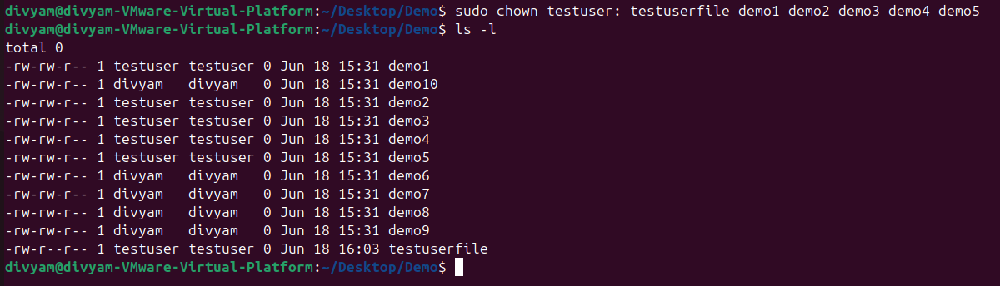 divyam@divyam-VMware-Virtual-Platform:~/Desktop/Demo$ sudo chown testuser: testuserfile demo1 demo2 demo3 demo4 demo5
divyam@divyam-VMware-Virtual-Platform:~/Desktop/Demo$ ls -l
total 0
-rw-rw-r-- 1 testuser testuser 0 Jun 18 15:31 demo1
-rw-rw-r-- 1 divyam   divyam   0 Jun 18 15:31 demo10
-rw-rw-r-- 1 testuser testuser 0 Jun 18 15:31 demo2
-rw-rw-r-- 1 testuser testuser 0 Jun 18 15:31 demo3
-rw-rw-r-- 1 testuser testuser 0 Jun 18 15:31 demo4
-rw-rw-r-- 1 testuser testuser 0 Jun 18 15:31 demo5
-rw-rw-r-- 1 divyam   divyam   0 Jun 18 15:31 demo6
-rw-rw-r-- 1 divyam   divyam   0 Jun 18 15:31 demo7
-rw-rw-r-- 1 divyam   divyam   0 Jun 18 15:31 demo8
-rw-rw-r-- 1 divyam   divyam   0 Jun 18 15:31 demo9
-rw-r--r-- 1 testuser testuser 0 Jun 18 16:03 testuserfile
divyam@divyam-VMware-Virtual-Platform:~/Desktop/Demo$